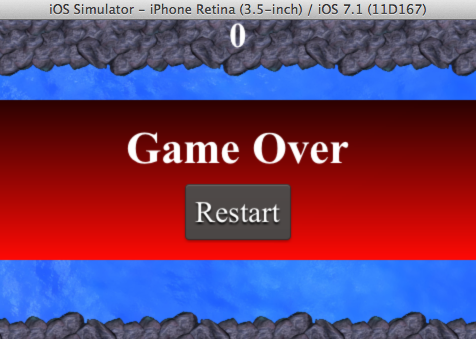 iOS Simulator – iPhone Retina (3.5-inch) / iOS 7.1 (11D167)
0
Game Over
Restart